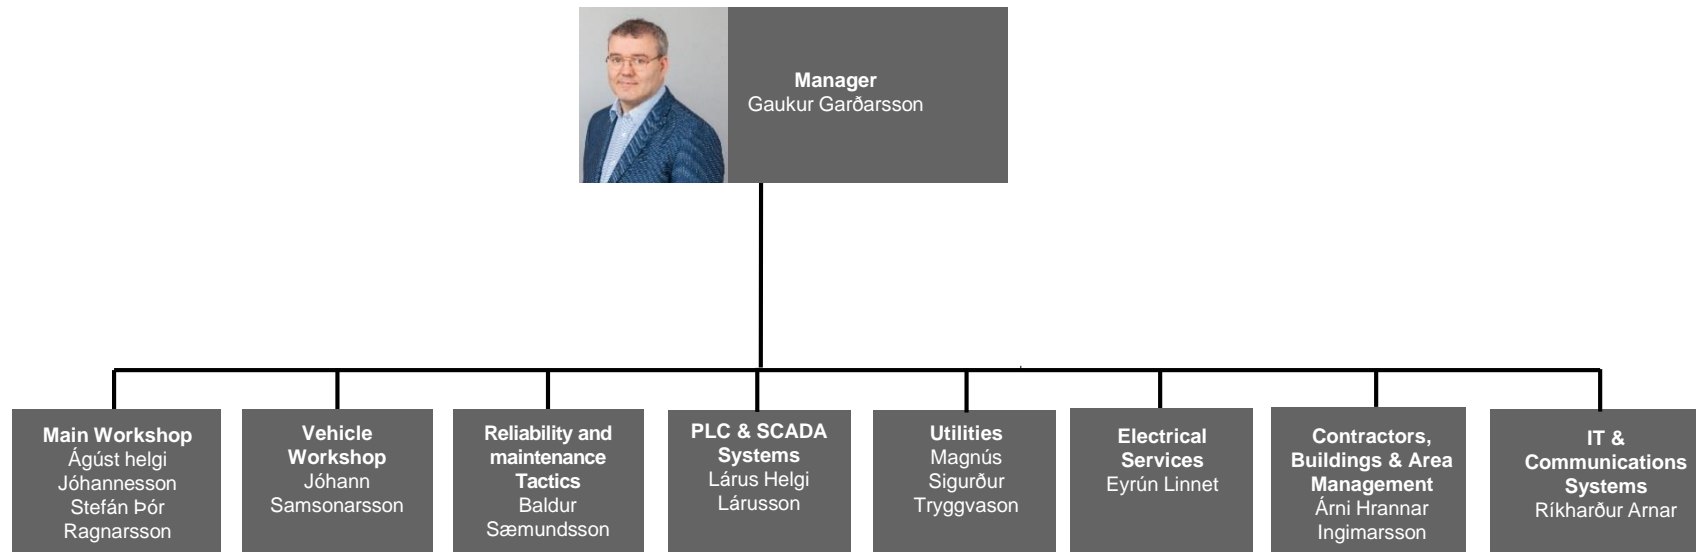 Manager
Gaukur Garðarsson
Main Workshop
Ágúst helgi
Jóhannesson
Stefán Þór
Ragnarsson
Vehicle
Workshop
Jóhann
Samsonarsson
Reliability and
maintenance
Tactics
Baldur
Sæmundsson
PLC & SCADA
Systems
Lárus Helgi
Lárusson
Utilities
Magnús
Sigurður
Tryggvason
Electrical
Services
Eyrún Linnet
Contractors,
Buildings & Area
Management
Árni Hrannar
Ingimarsson
IT &
Communications
Systems
Ríkharður Arnar